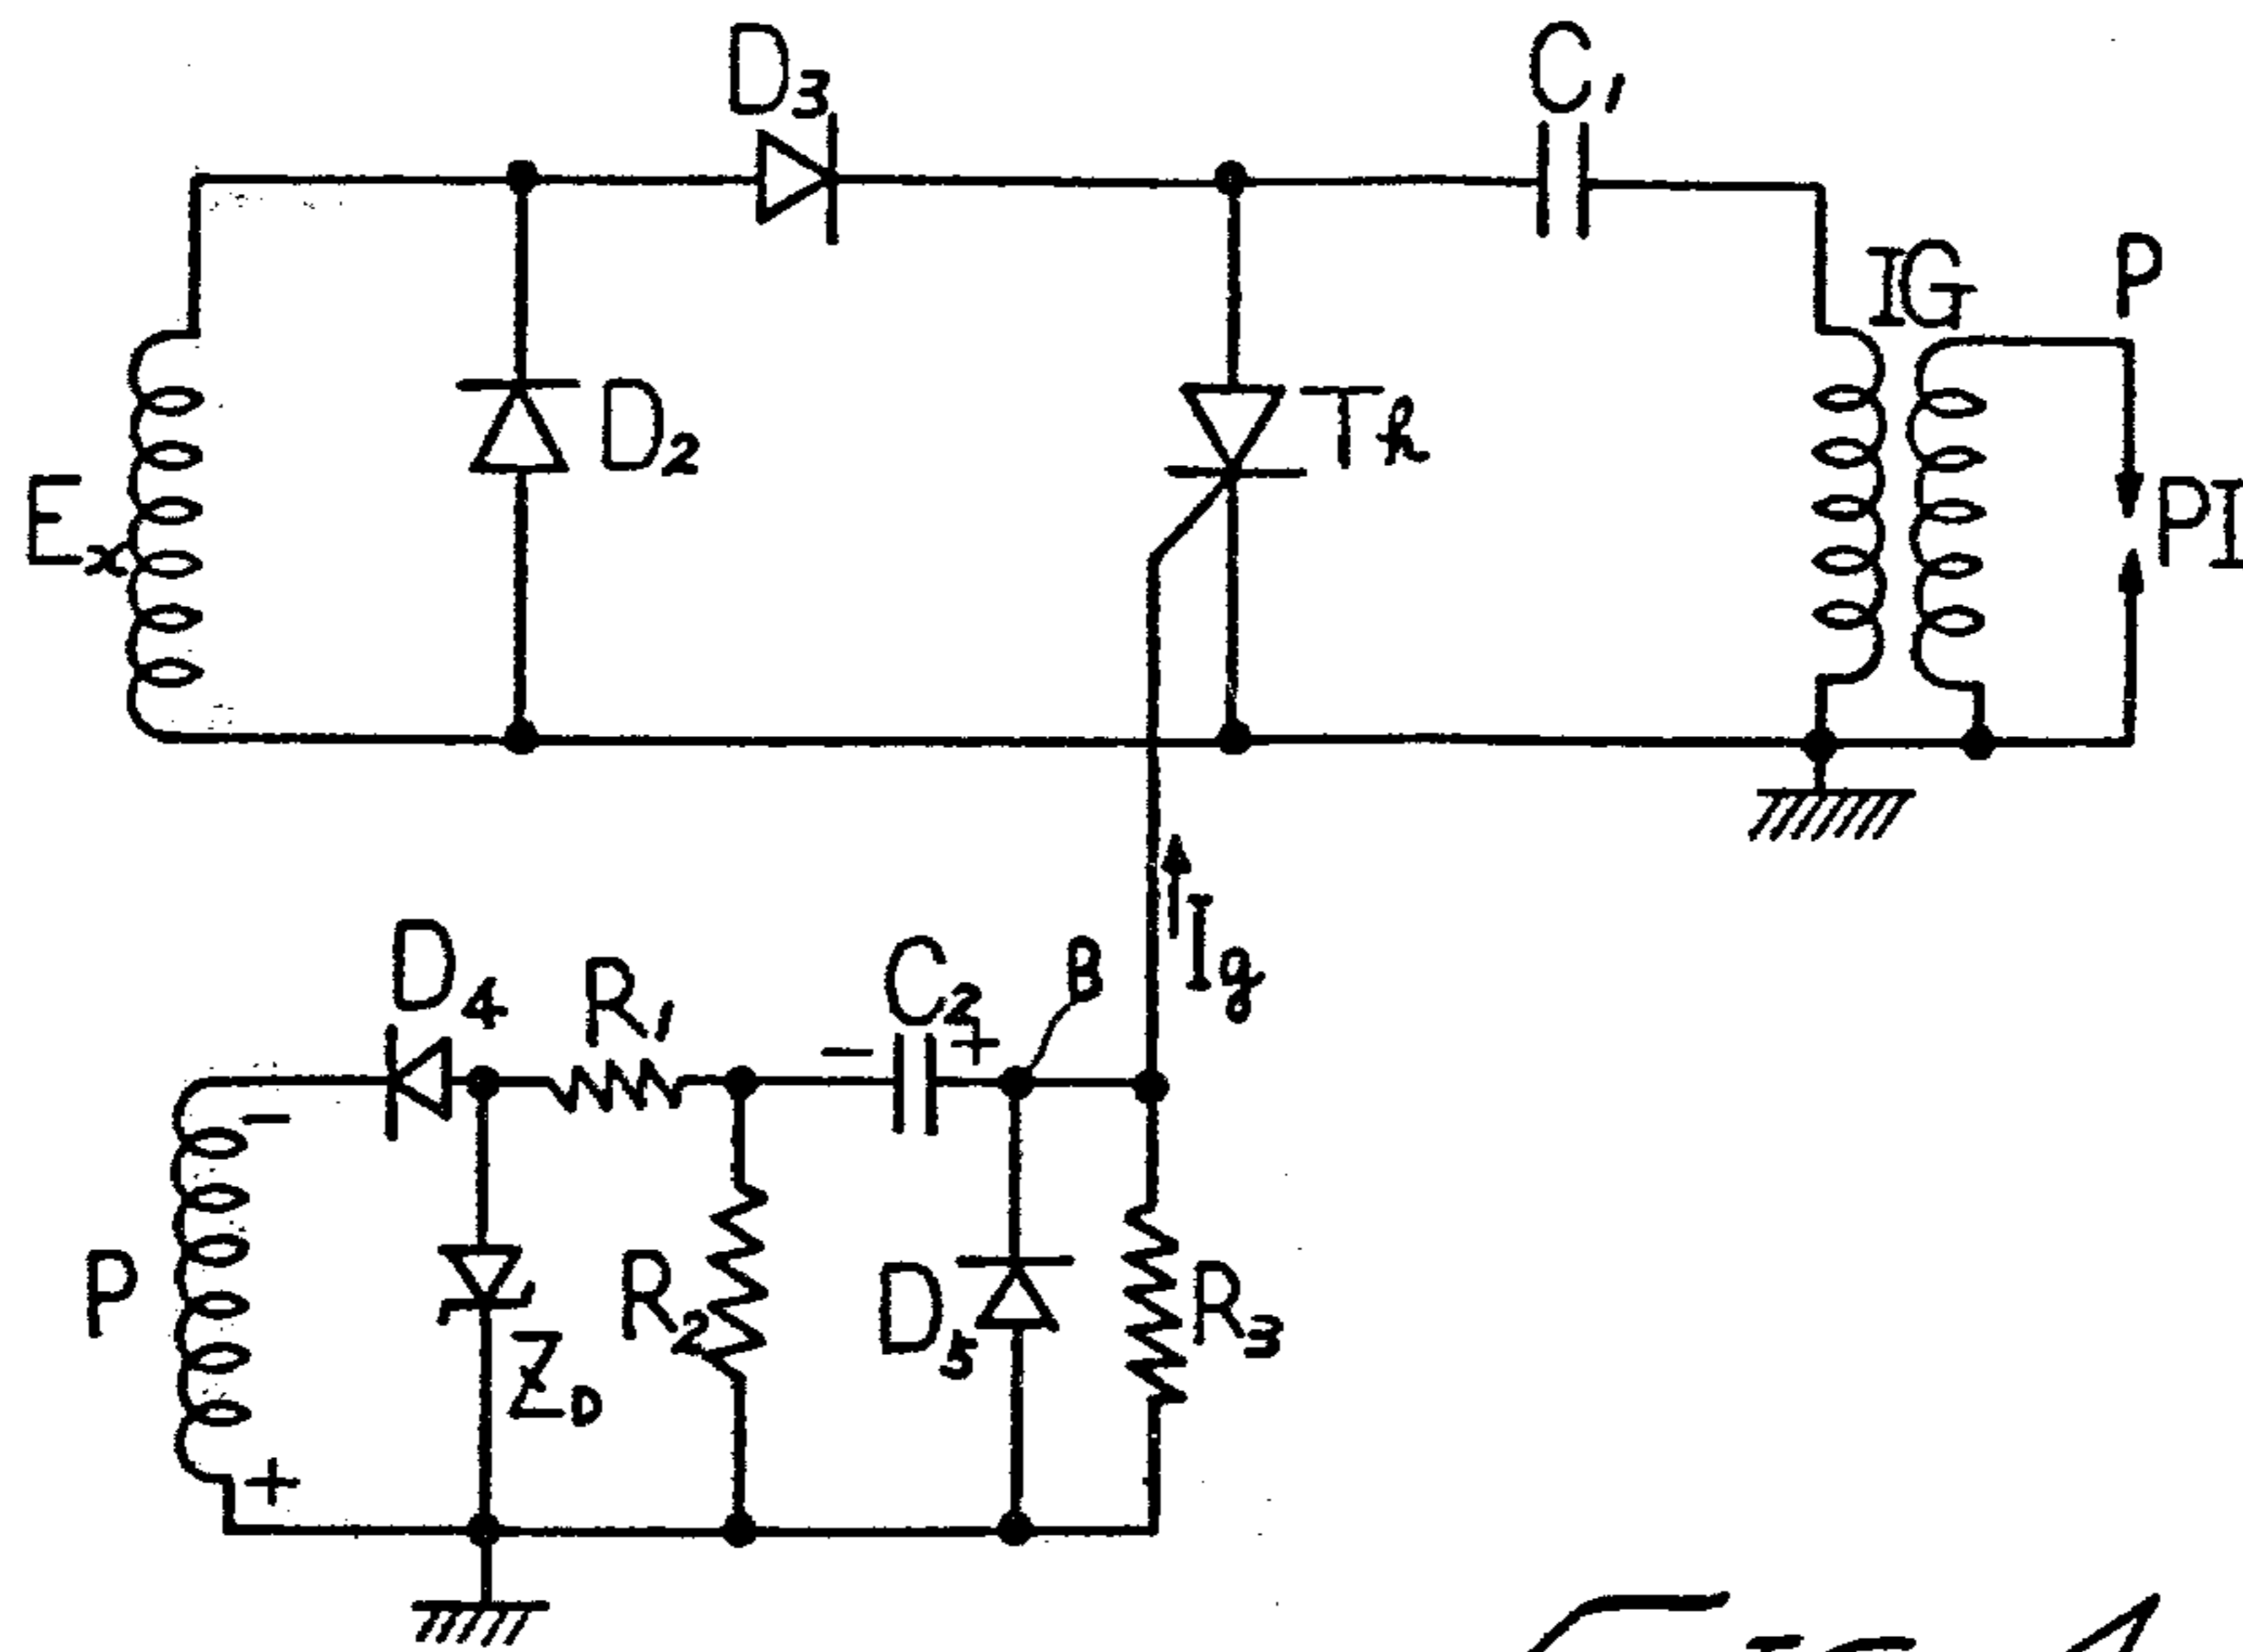 D3
C1
IG
P
D2
Th
Ex
PI
Ig
D4
R1
C2
B
-
+
-
P
R2
D5
R3
ZD
+